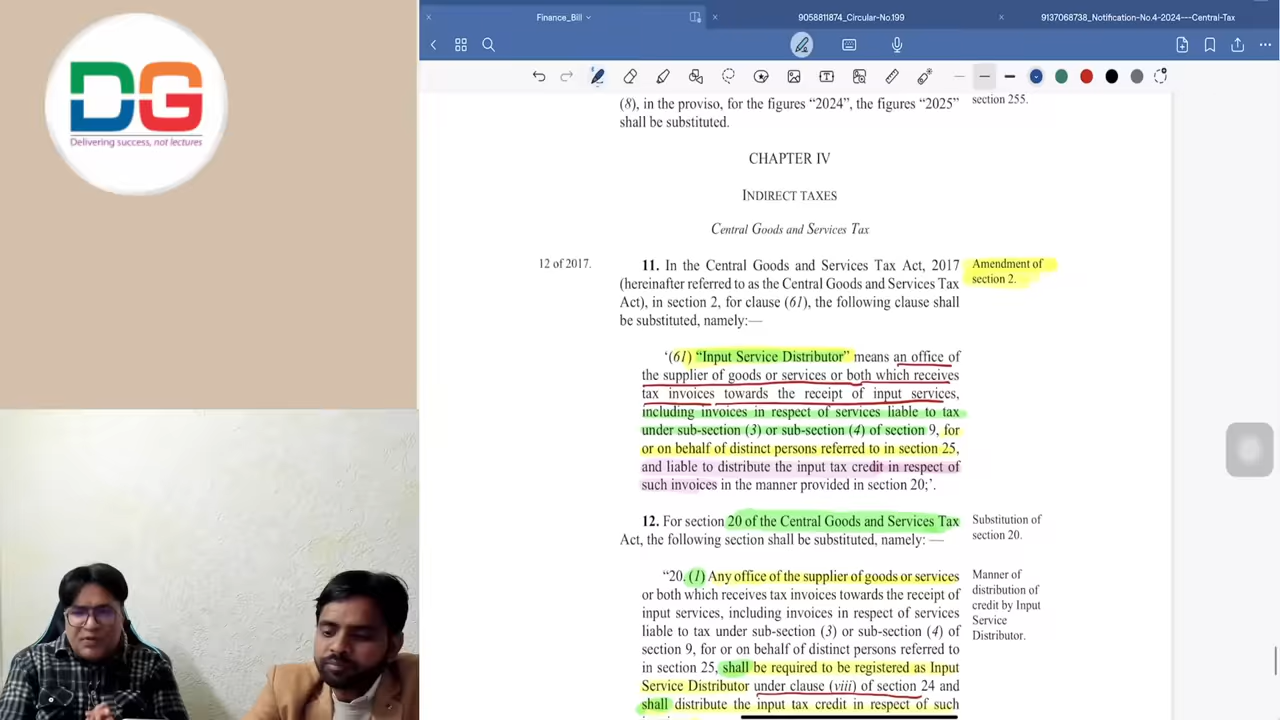 DG
Delivering success, not lectures
Finance_Bill
9058811874_Circular-No.199
9137068738_Notification-No.4-2024---Central-Tax
(8), in the proviso, for the figures “2024”, the figures “2025”
shall be substituted.
section 255.
CHAPTER IV
INDIRECT TAXES
Central Goods and Services Tax
12 of 2017.
11. In the Central Goods and Services Tax Act, 2017
(hereinafter referred to as the Central Goods and Services Tax
Act), in section 2, for clause (61), the following clause shall
be substituted, namely:—
Amendment of
section 2.
‘(61) “Input Service Distributor” means an office of
the supplier of goods or services or both which receives
tax invoices towards the receipt of input services,
including invoices in respect of services liable to tax
under sub-section (3) or sub-section (4) of section 9, for
or on behalf of distinct persons referred to in section 25,
and liable to distribute the input tax credit in respect of
such invoices in the manner provided in section 20;’.
12. For section 20 of the Central Goods and Services Tax
Act, the following section shall be substituted, namely: —
Substitution of
section 20.
“20. (1) Any office of the supplier of goods or services
or both which receives tax invoices towards the receipt of
input services, including invoices in respect of services
liable to tax under sub-section (3) or sub-section (4) of
section 9, for or on behalf of distinct persons referred to
in section 25, shall be required to be registered as Input
Service Distributor under clause (viii) of section 24 and
shall distribute the input tax credit in respect of such
Manner of
distribution of
credit by Input
Service
Distributor.